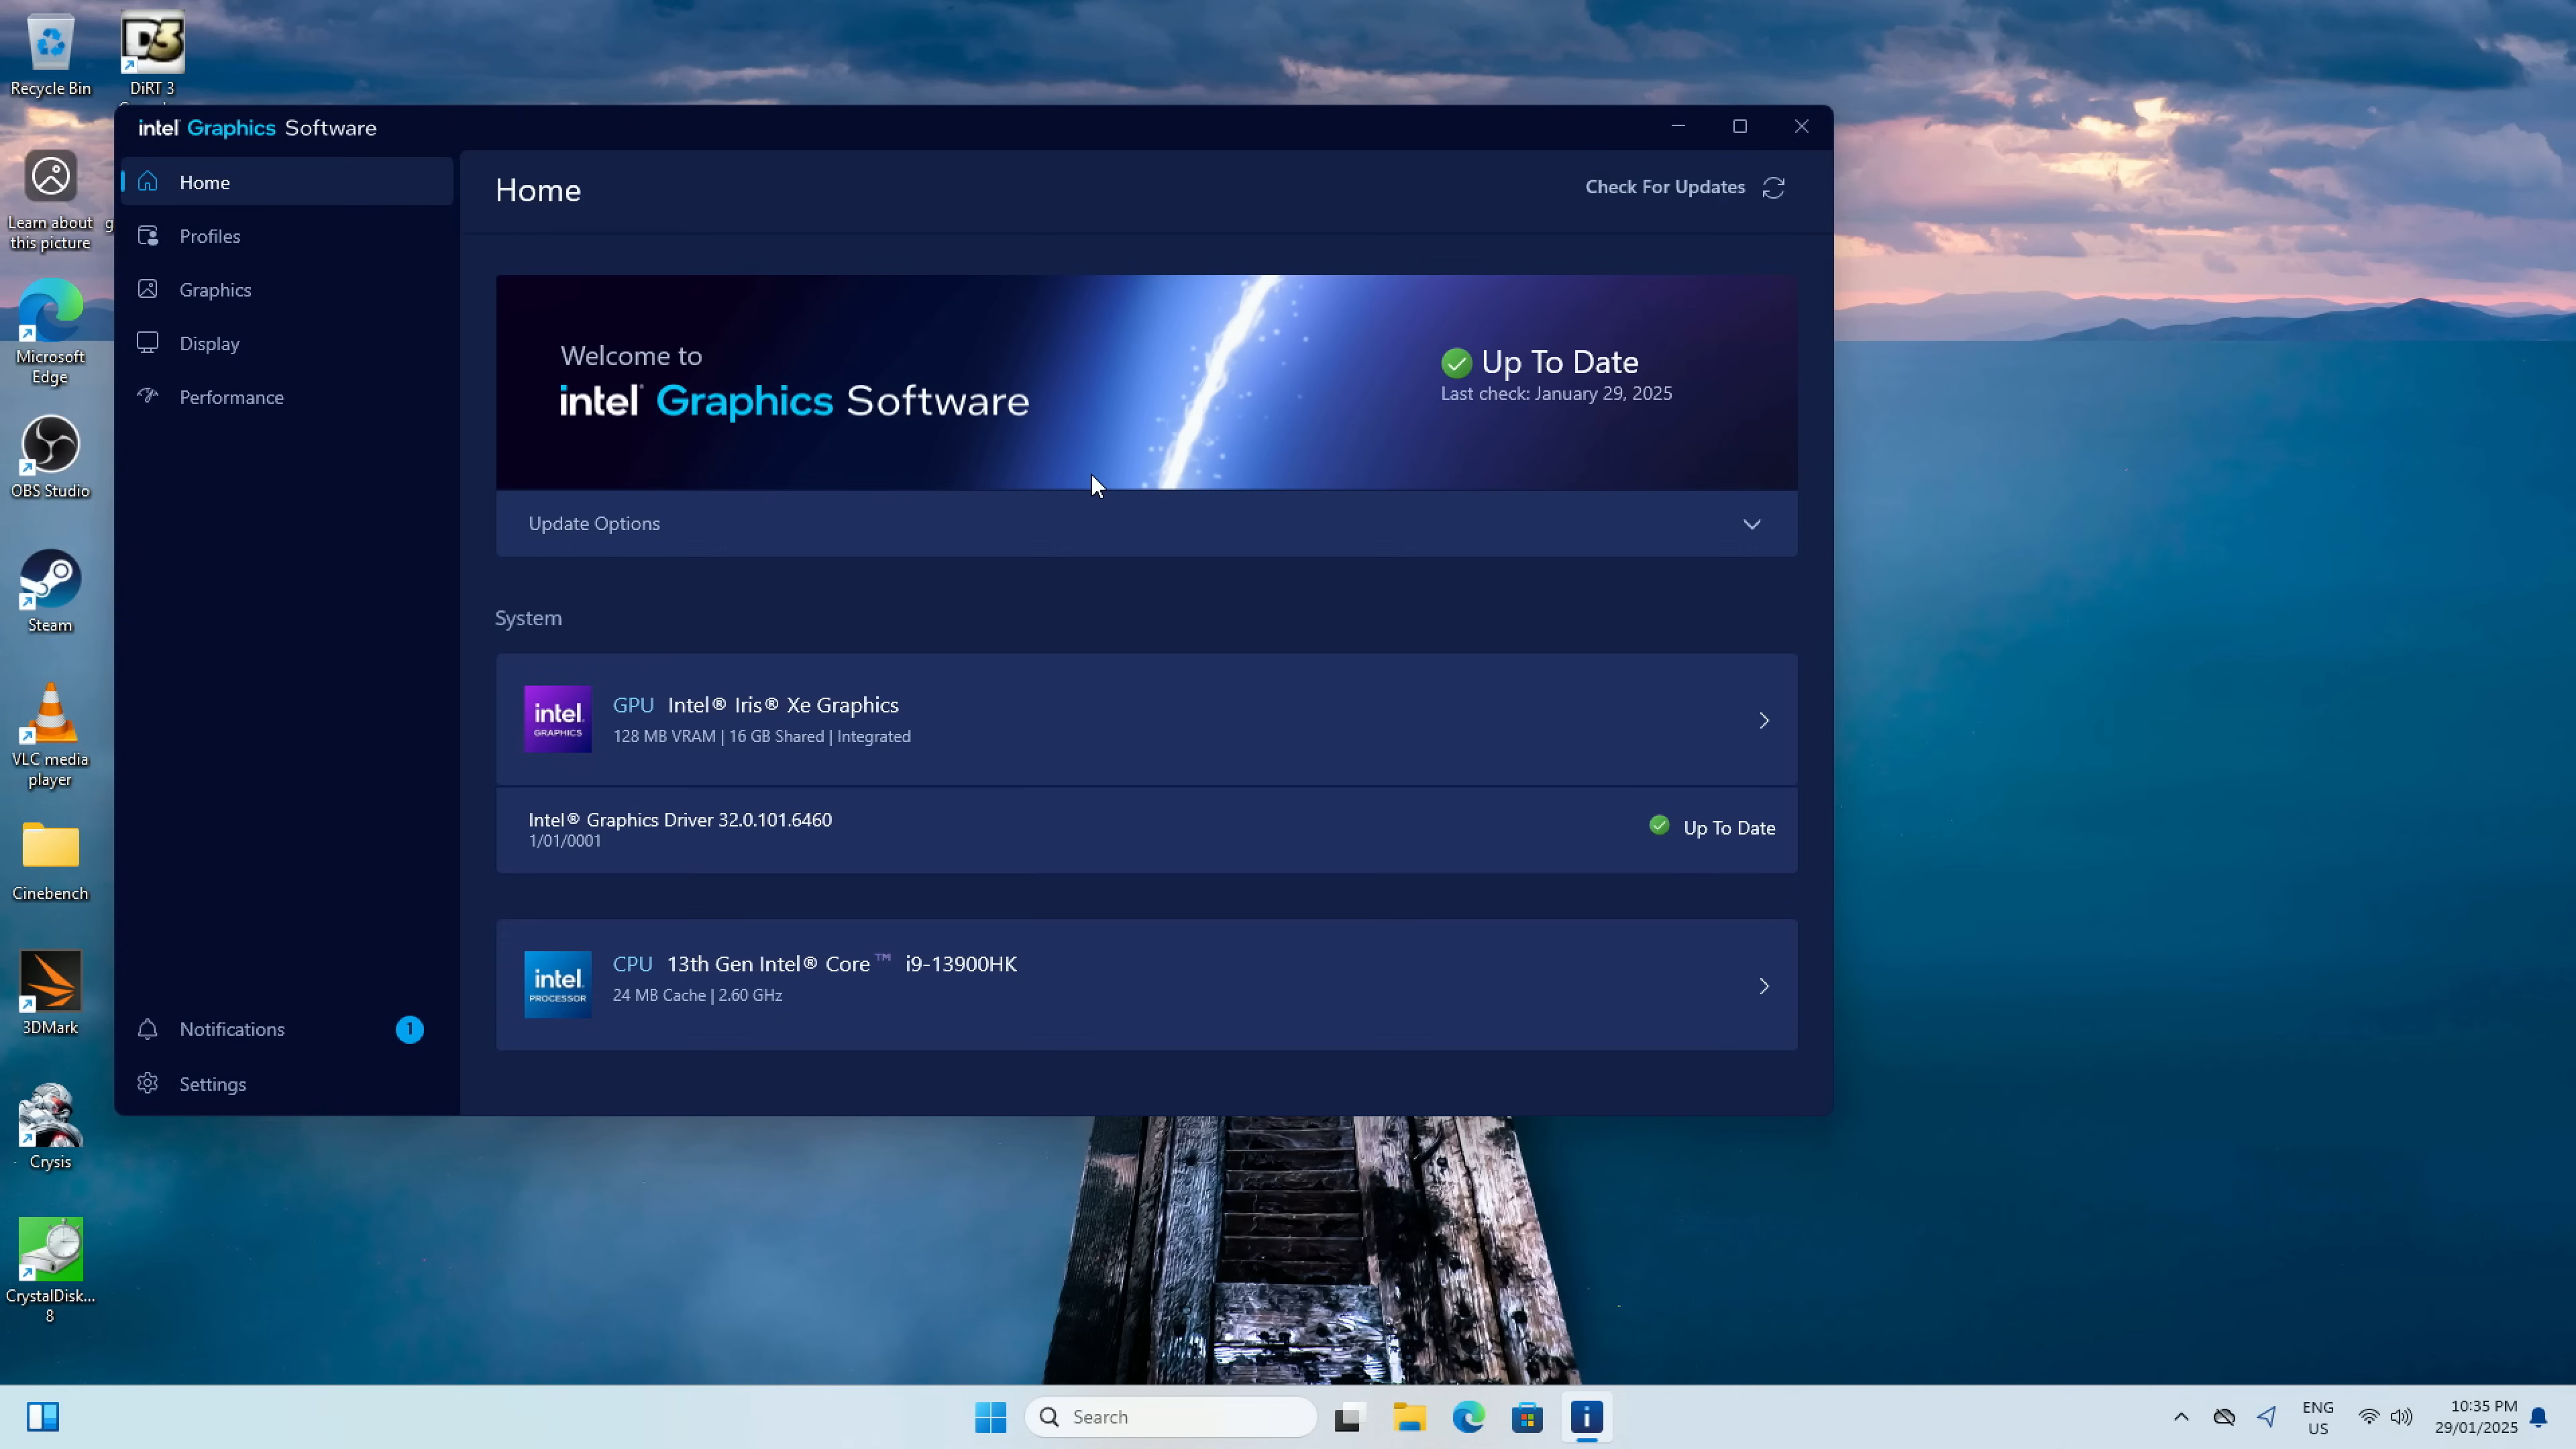 Recycle Bin
DiRT 3
intel Graphics Software
Home
Profiles
Graphics
Display
Performance
Notifications 1
Settings
Home
Check For Updates
Welcome to
intel Graphics Software
Up To Date
Last check: January 29, 2025
Update Options
System
intel.
GRAPHICS
GPU Intel® Iris® Xe Graphics
128 MB VRAM | 16 GB Shared | Integrated
Intel® Graphics Driver 32.0.101.6460
1/01/0001
Up To Date
intel.
PROCESSOR
CPU 13th Gen Intel® Core™ i9-13900HK
24 MB Cache | 2.60 GHz
Learn about
this picture
Microsoft
Edge
OBS Studio
Steam
VLC media
player
Cinebench
3DMark
Crysis
CrystalDisk...
8
Search
ENG
US
10:35 PM
29/01/2025